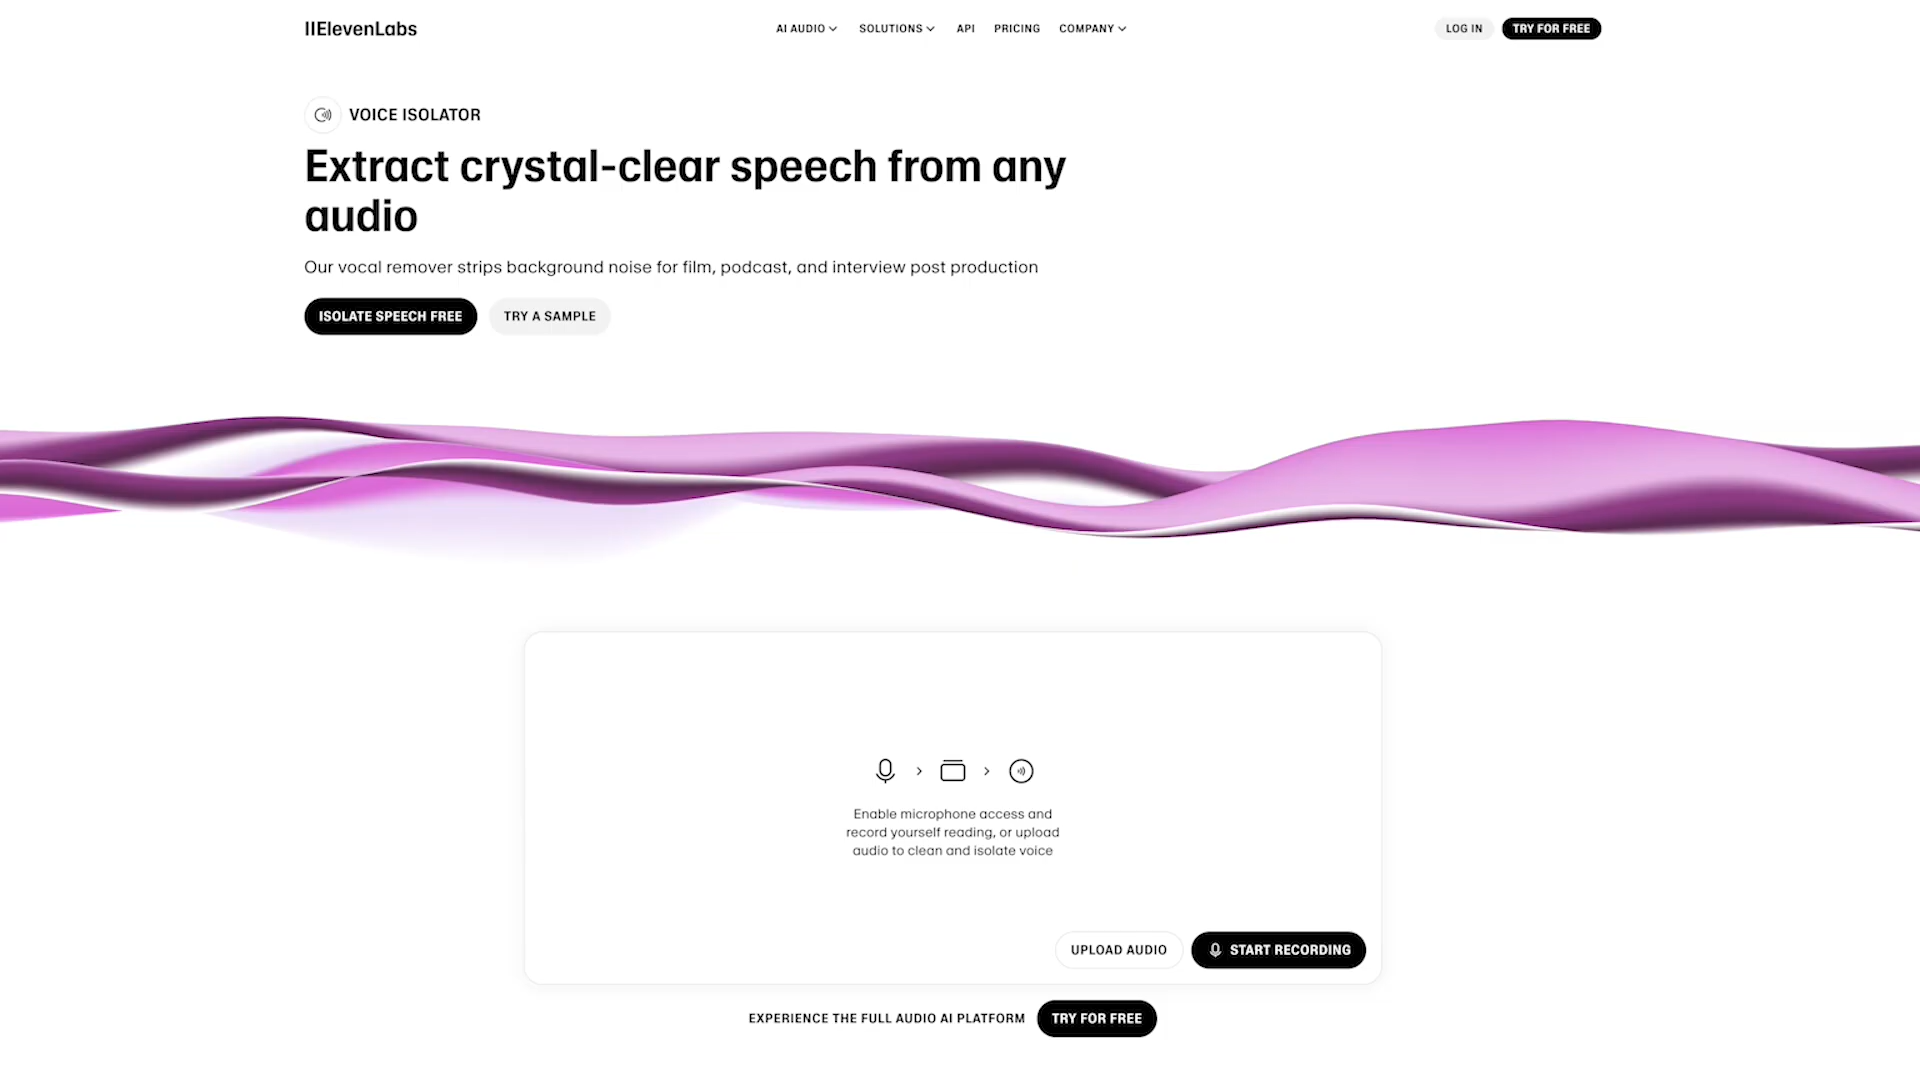 IIElevenLabs
AI AUDIO
SOLUTIONS
API
PRICING
COMPANY
LOG IN
TRY FOR FREE
VOICE ISOLATOR
Extract crystal-clear speech from any
audio
Our vocal remover strips background noise for film, podcast, and interview post production
ISOLATE SPEECH FREE
TRY A SAMPLE
Enable microphone access and
record yourself reading, or upload
audio to clean and isolate voice
UPLOAD AUDIO
START RECORDING
EXPERIENCE THE FULL AUDIO AI PLATFORM
TRY FOR FREE